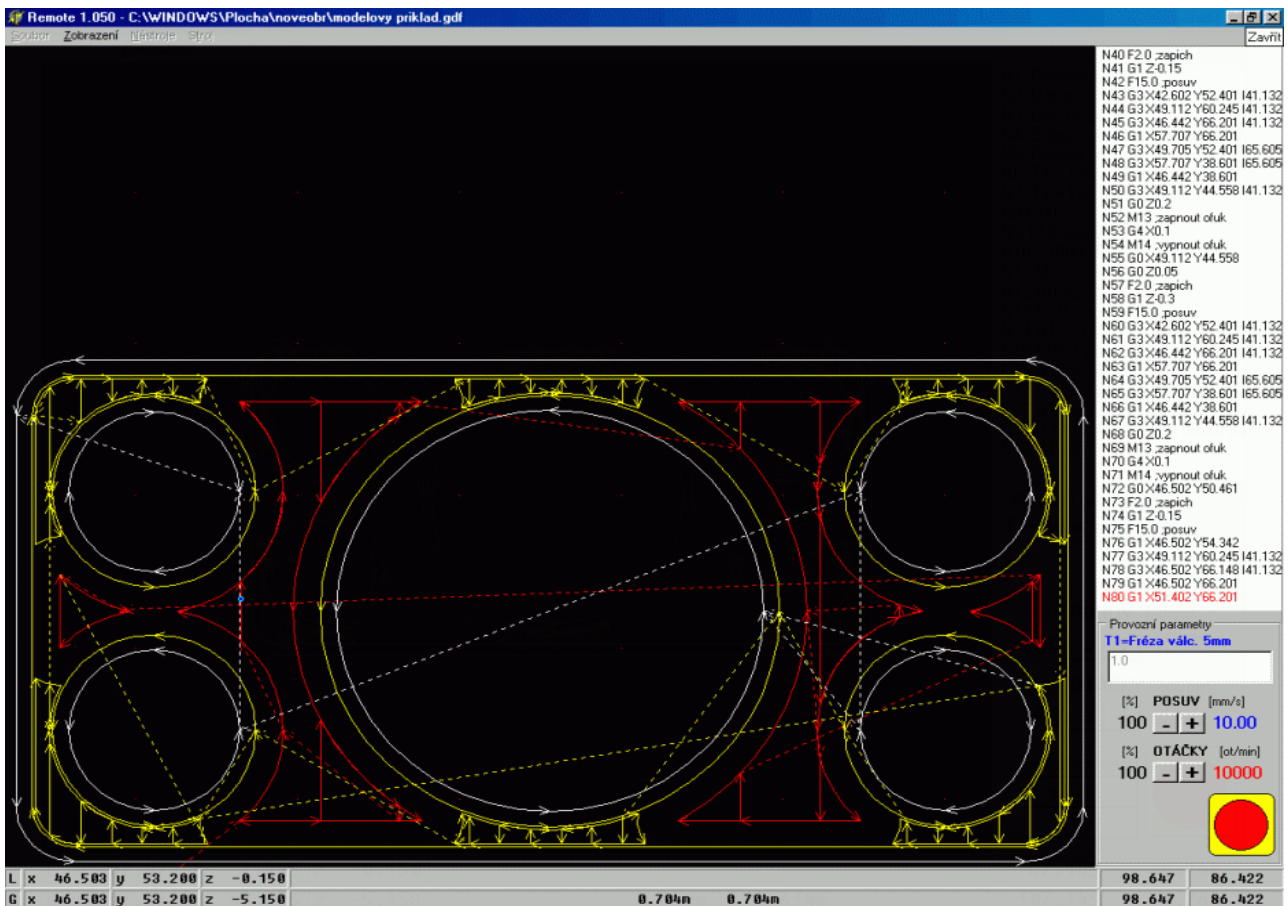 Remote 1.050 - C:\WINDOWS\Plocha\noveobr\modelovy priklad.gdf
Soubor Zobrazení Nástroje Stroj
Zavřít
N40 F2.0 ;zapich
N41 G1 Z-0.15
N42 F15.0 ;posuv
N43 G3 X42.602 Y52.401 I41.132
N44 G3 X49.112 Y60.245 I41.132
N45 G3 X46.442 Y66.201 I41.132
N46 G1 X57.707 Y66.201
N47 G3 X49.705 Y52.401 I65.605
N48 G3 X57.707 Y38.601 I65.605
N49 G1 X46.442 Y38.601
N50 G3 X49.112 Y44.558 I41.132
N51 G0 Z0.2
N52 M13 ;zapnout ofuk
N53 G4 X0.1
N54 M14 ;vypnout ofuk
N55 G0 X49.112 Y44.558
N56 G0 Z0.05
N57 F2.0 ;zapich
N58 G1 Z-0.3
N59 F15.0 ;posuv
N60 G3 X42.602 Y52.401 I41.132
N61 G3 X49.112 Y60.245 I41.132
N62 G3 X46.442 Y66.201 I41.132
N63 G1 X57.707 Y66.201
N64 G3 X49.705 Y52.401 I65.605
N65 G3 X57.707 Y38.601 I65.605
N66 G1 X46.442 Y38.601
N67 G3 X49.112 Y44.558 I41.132
N68 G0 Z0.2
N69 M13 ;zapnout ofuk
N70 G4 X0.1
N71 M14 ;vypnout ofuk
N72 G0 X46.502 Y50.461
N73 F2.0 ;zapich
N74 G1 Z-0.15
N75 F15.0 ;posuv
N76 G1 X46.502 Y54.342
N77 G3 X49.112 Y60.245 I41.132
N78 G3 X46.502 Y66.148 I41.132
N79 G1 X46.502 Y66.201
N80 G1 X51.402 Y66.201
Provozní parametry
T1=Fréza válc. 5mm
1.0
[%] POSUV [mm/s]
100 - + 10.00
[%] OTÁČKY [ot/min]
100 - + 10000
L x 46.503 y 53.200 z -0.150 98.647 86.422
G x 46.503 y 53.200 z -5.150 0.704m 0.704m 98.647 86.422